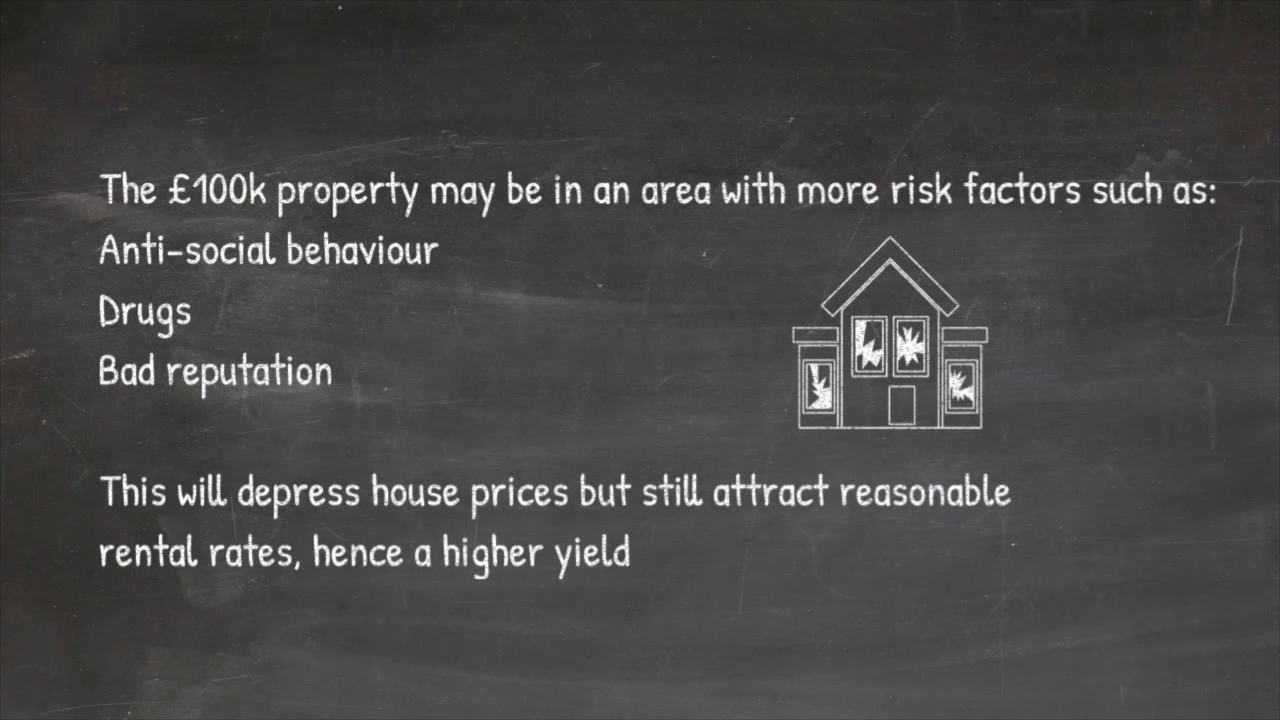 The £100k property may be in an area with more risk factors such as:
Anti-social behaviour
Drugs
Bad reputation
This will depress house prices but still attract reasonable
rental rates, hence a higher yield